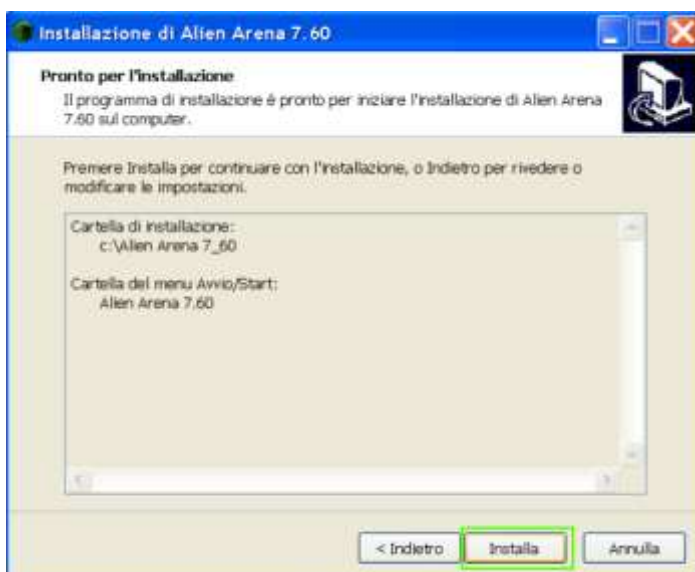 Installazione di Alien Arena 7.60
Pronto per l'installazione
Il programma di installazione è pronto per iniziare l'installazione di Alien Arena
7.60 sul computer.
Premere Installa per continuare con l'installazione, o Indietro per rivedere o
modificare le impostazioni.
Cartella di installazione:
c:\Alien Arena 7_60
Cartella del menu Avvio/Start:
Alien Arena 7.60
< Indietro
Installa
Annulla